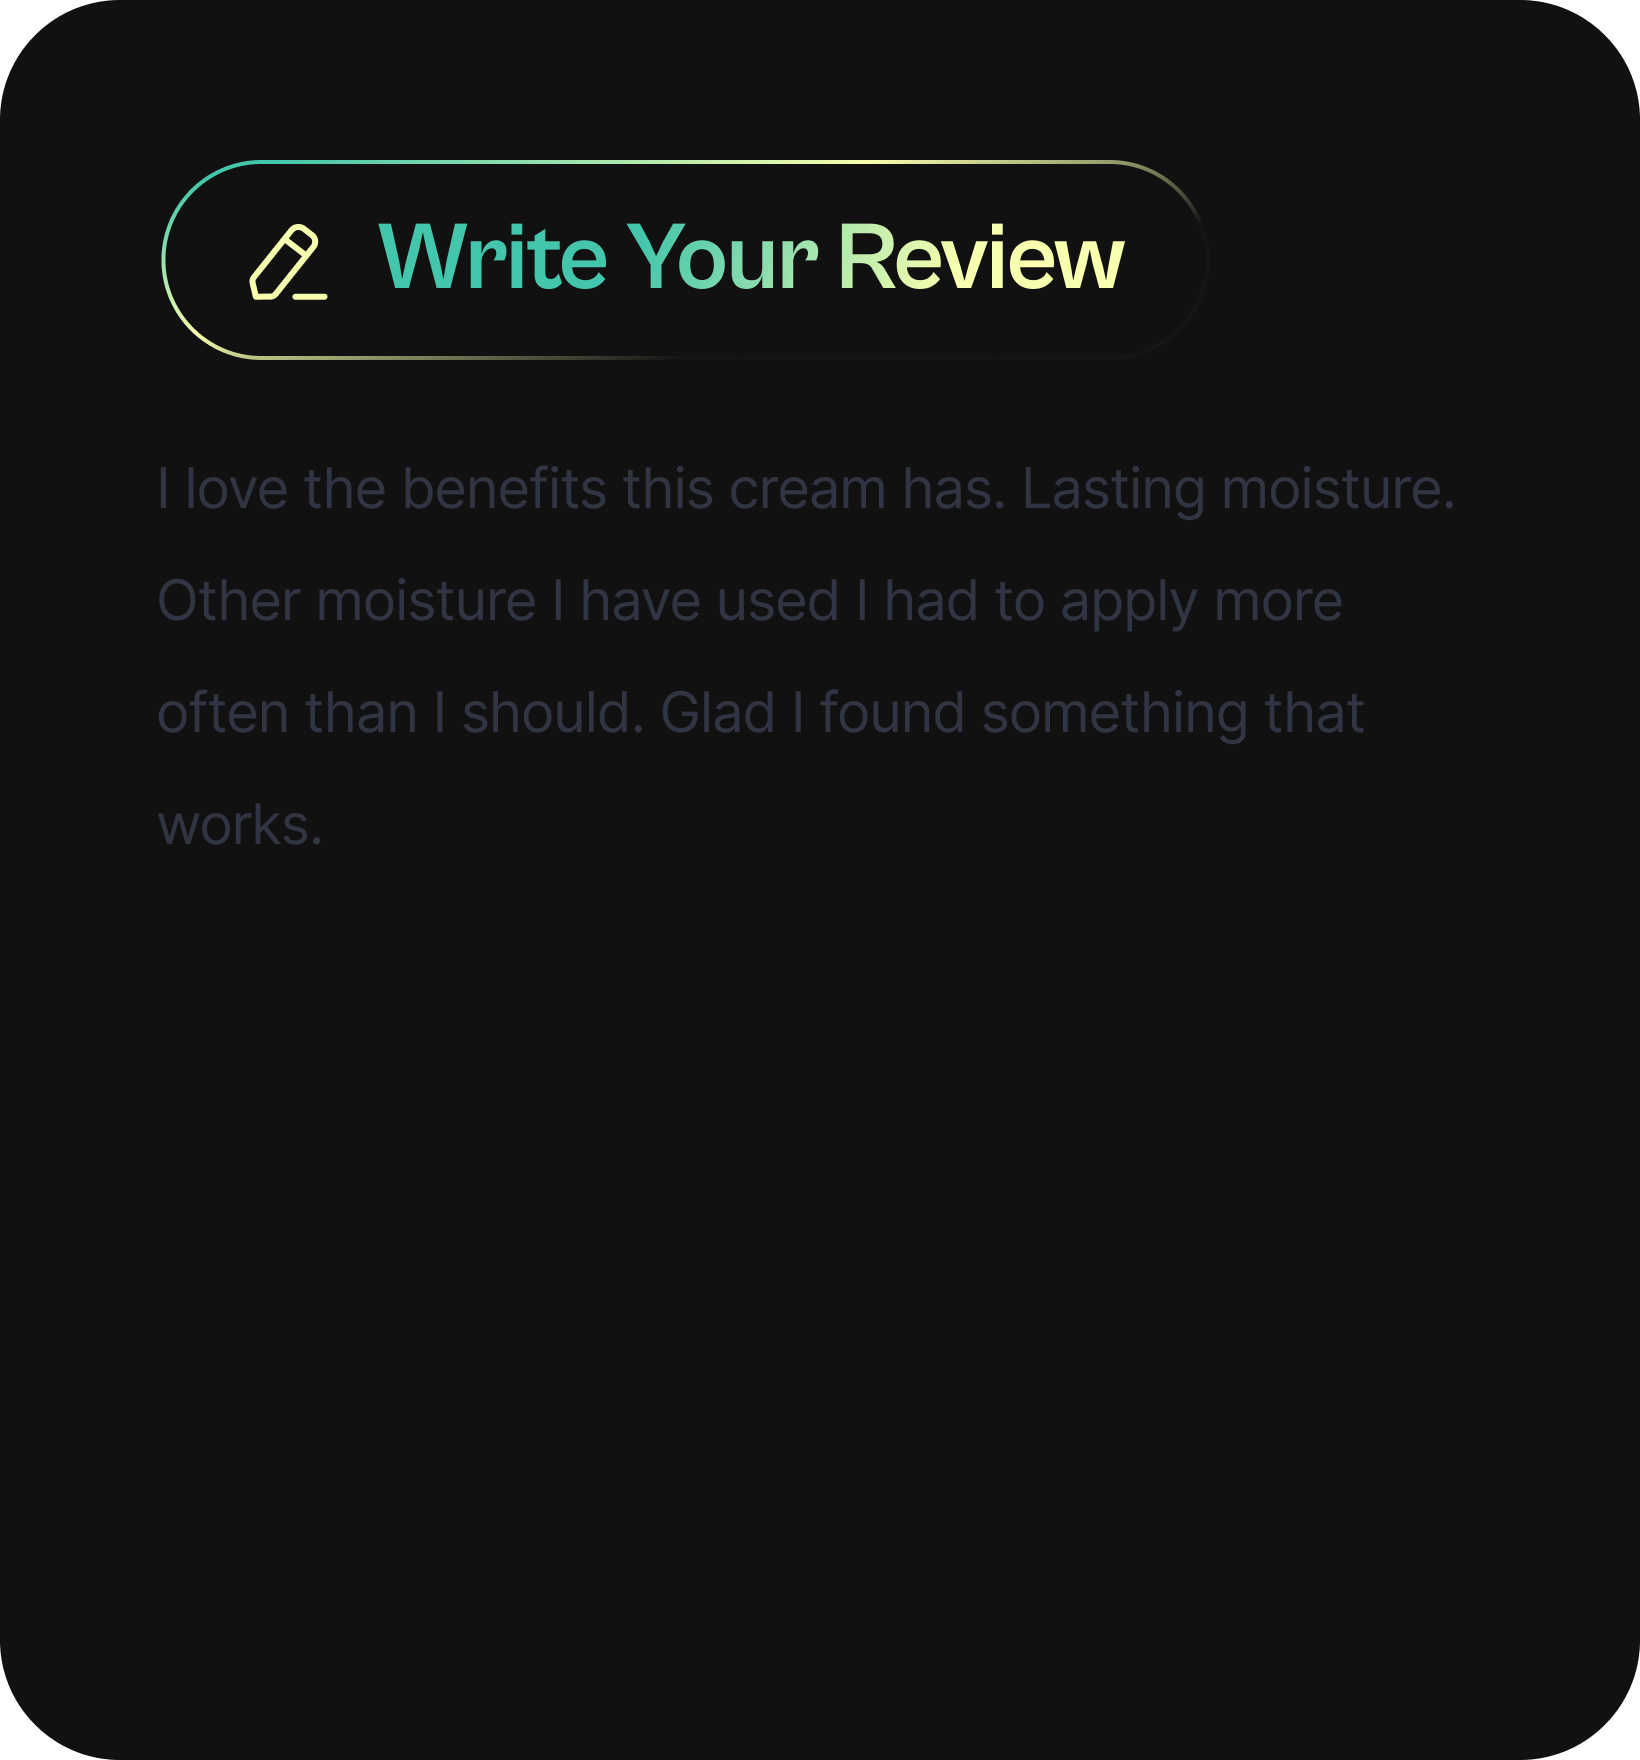 Write Your Review
I love the benefits this cream has. Lasting moisture.
Other moisture I have used I had to apply more
often than I should. Glad I found something that
works.